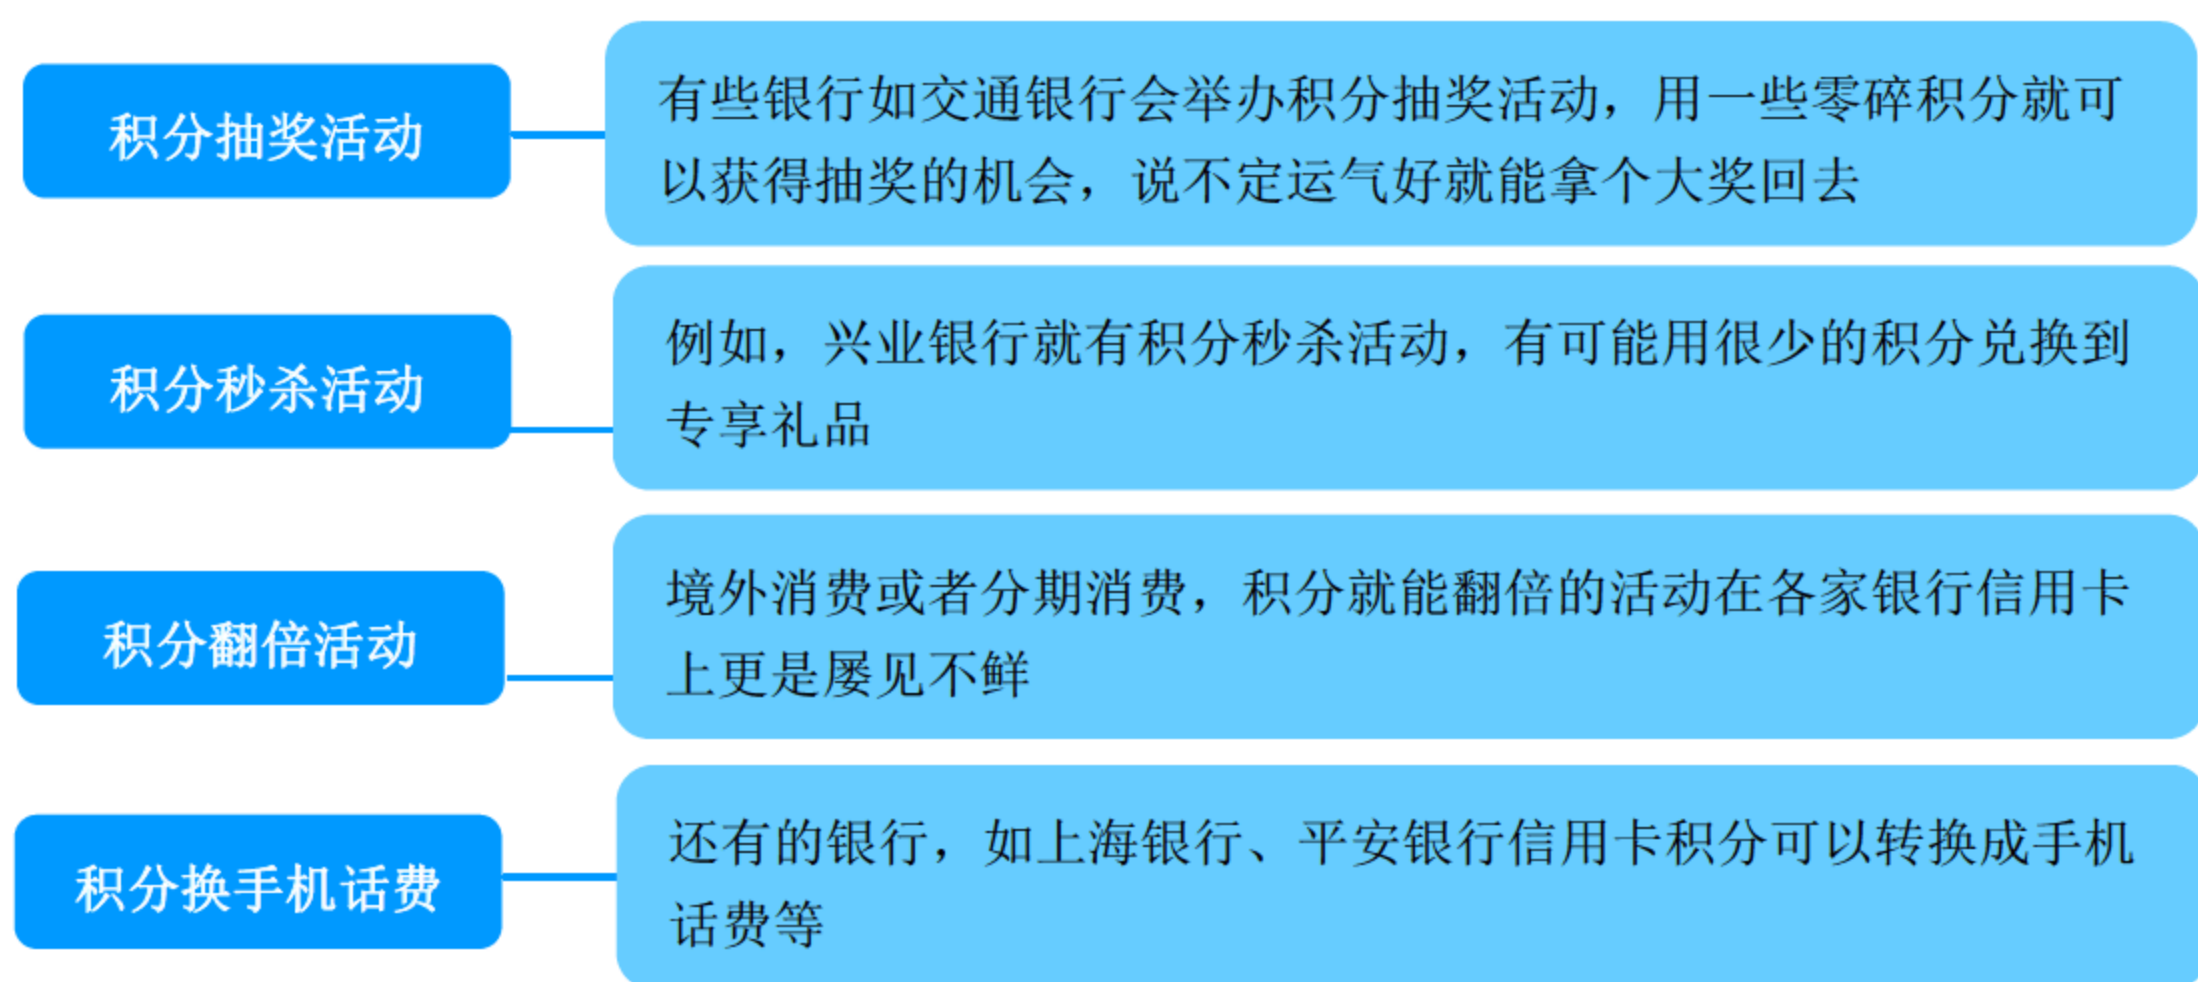 积分抽奖活动
有些银行如交通银行会举办积分抽奖活动，用一些零碎积分就可
以获得抽奖的机会，说不定运气好就能拿个大奖回去
积分秒杀活动
例如，兴业银行就有积分秒杀活动，有可能用很少的积分兑换到
专享礼品
积分翻倍活动
境外消费或者分期消费，积分就能翻倍的活动在各家银行信用卡
上更是屡见不鲜
积分换手机话费
还有的银行，如上海银行、平安银行信用卡积分可以转换成手机
话费等